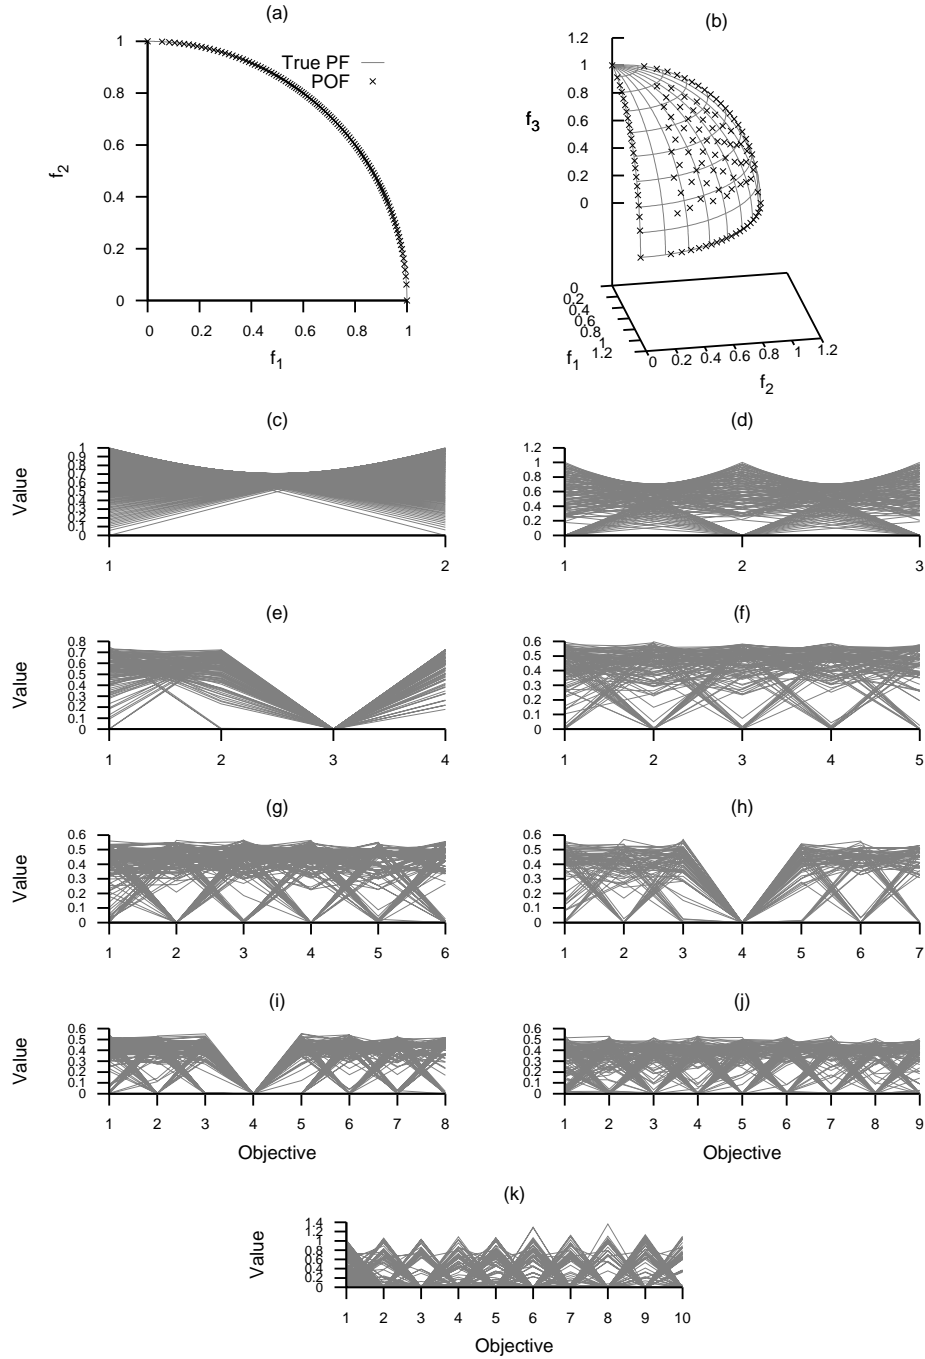 (a)
1
0.8
0.6
0.4
0.2
0
f2
True PF
POF
0 0.2 0.4 0.6 0.8 1
f1
(b)
1.2
1
0.8
0.6
0.4
0.2
0
f3
0
0.2
0.4
0.6
0.8
1
1.2
f1
0 0.2 0.4 0.6 0.8 1 1.2
f2
(c)
1
0.9
0.8
0.7
0.6
0.5
0.4
0.3
0.2
0.1
0
Value
1 2
(d)
1.2
1
0.8
0.6
0.4
0.2
0
1 2 3
(e)
0.8
0.7
0.6
0.5
0.4
0.3
0.2
0.1
0
Value
1 2 3 4
(f)
0.6
0.5
0.4
0.3
0.2
0.1
0
1 2 3 4 5
(g)
0.6
0.5
0.4
0.3
0.2
0.1
0
Value
1 2 3 4 5 6
(h)
0.6
0.5
0.4
0.3
0.2
0.1
0
1 2 3 4 5 6 7
(i)
0.6
0.5
0.4
0.3
0.2
0.1
0
Value
1 2 3 4 5 6 7 8
Objective
(j)
0.6
0.5
0.4
0.3
0.2
0.1
0
1 2 3 4 5 6 7 8 9
Objective
(k)
1.4
1.2
1
0.8
0.6
0.4
0.2
0
Value
1 2 3 4 5 6 7 8 9 10
Objective